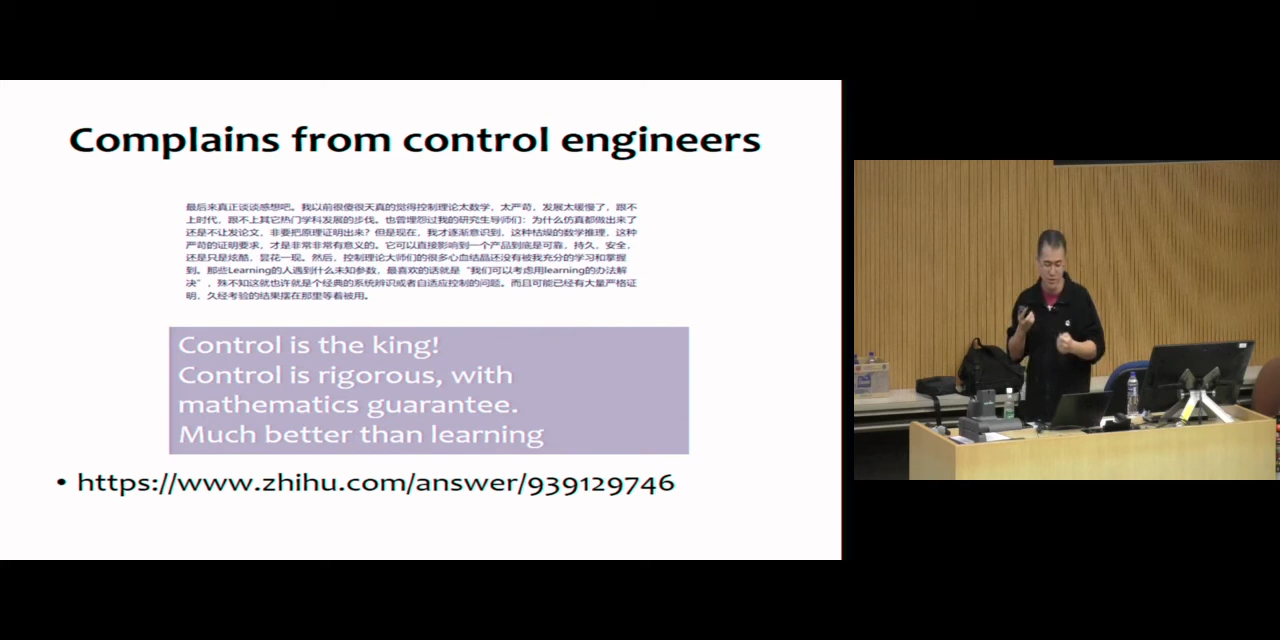 Complains from control engineers
最后来真正谈谈感想吧。我以前很傻很天真的觉得控制理论太数学，太严苛，发展太缓慢了，跟不
上时代，跟不上其它热门学科发展的步伐。也曾埋怨过我的研究生导师们：为什么仿真都做出来了
还是不让发论文，非要把原理证明出来？但是现在，我才逐渐意识到，这种枯燥的数学推理，这种
严苛的证明要求，才是非常非常有意义的。它可以直接影响到一个产品到底是可靠，持久，安全，
还是只是炫酷，昙花一现。然后，控制理论大师们的很多心血结晶还没有被我充分的学习和掌握
到。那些Learning的人遇到什么未知参数，最喜欢的话就是“我们可以考虑用learning的办法解
决”，殊不知这就也许就是个经典的系统辨识或者自适应控制的问题。而且可能已经有大量严格证
明，久经考验的结果摆在那里等着被用。
Control is the king!
Control is rigorous, with
mathematics guarantee.
Much better than learning
• https://www.zhihu.com/answer/939129746